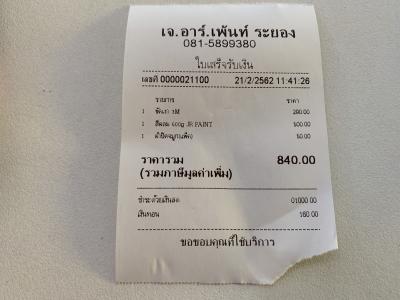 เจ.อาร์.เพ้นท์ ระยอง
081-5899380
ใบเสร็จรับเงิน
เลขที่ 0000021100 21/2/2562 11:41:26
รายการ ราคา
1 3M 290.00
1 600g JR PAINT 500.00
1 50.00
ราคารวม 840.00
(รวมภาษีมูลค่าเพิ่ม)
ชำระด้วยเงินสด 01000.00
เงินทอน 160.00
ขอขอบคุณที่ใช้บริการ